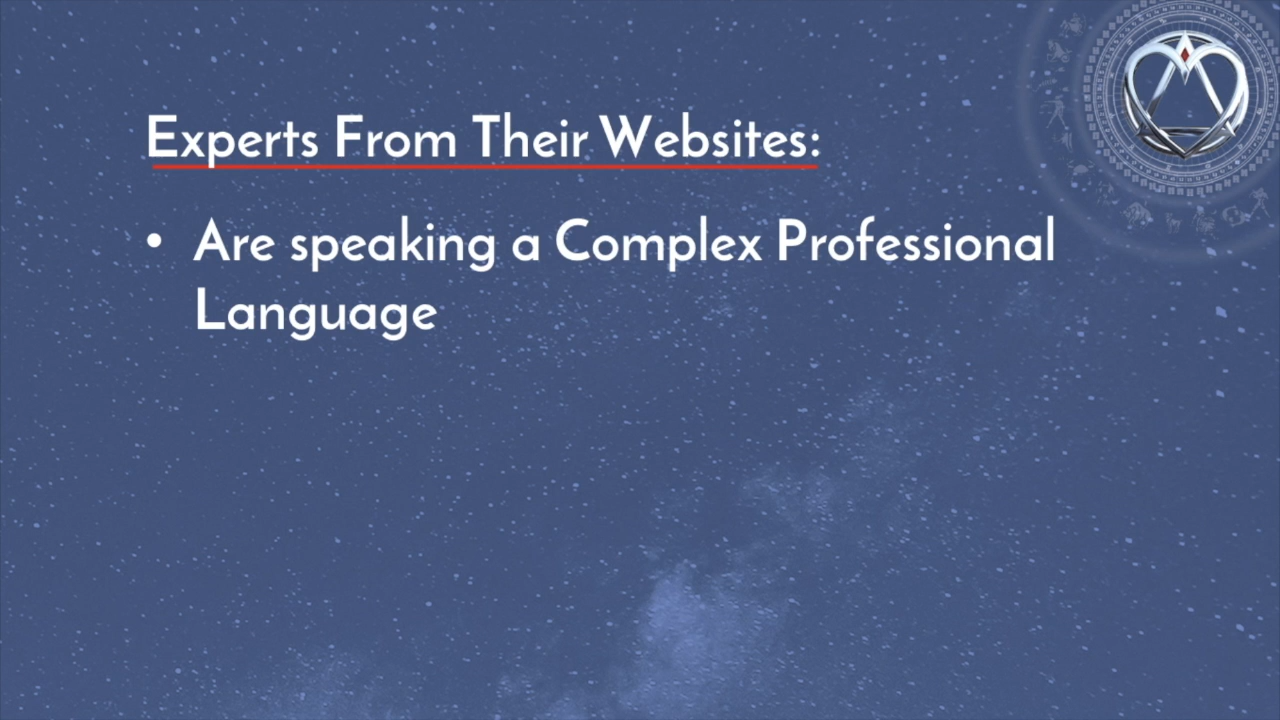 Experts From Their Websites:
• Are speaking a Complex Professional
Language